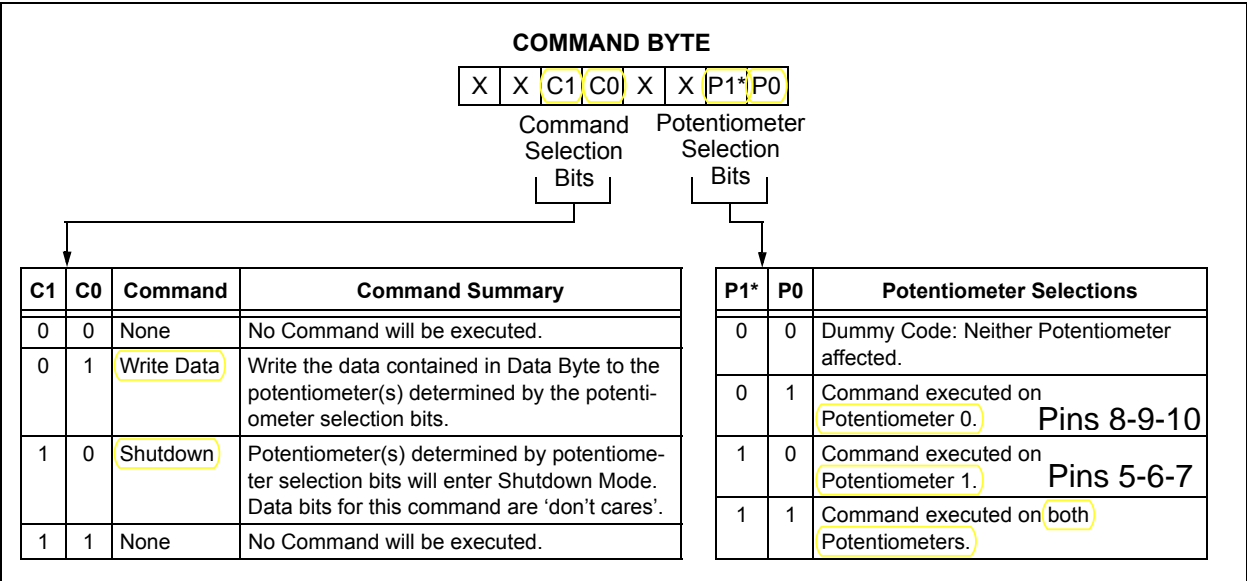 COMMAND BYTE
X X C1 C0 X X P1* P0
Command
Selection
Bits
Potentiometer
Selection
Bits
C1 C0 Command Command Summary
0 0 None No Command will be executed.
0 1 Write Data Write the data contained in Data Byte to the
potentiometer(s) determined by the potenti-
ometer selection bits.
1 0 Shutdown Potentiometer(s) determined by potentiome-
ter selection bits will enter Shutdown Mode.
Data bits for this command are ‘don’t cares’.
1 1 None No Command will be executed.
P1* P0 Potentiometer Selections
0 0 Dummy Code: Neither Potentiometer
affected.
0 1 Command executed on
Potentiometer 0. Pins 8-9-10
1 0 Command executed on
Potentiometer 1. Pins 5-6-7
1 1 Command executed on both
Potentiometers.